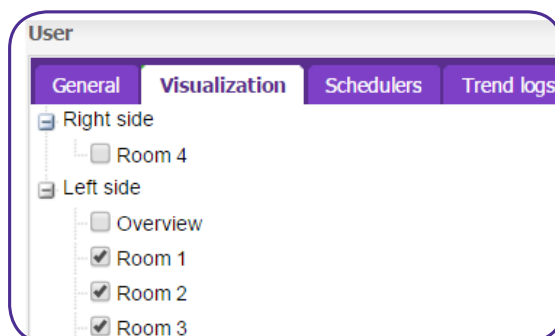 User
General Visualization Schedulers Trend logs
Right side
Room 4
Left side
Overview
Room 1
Room 2
Room 3